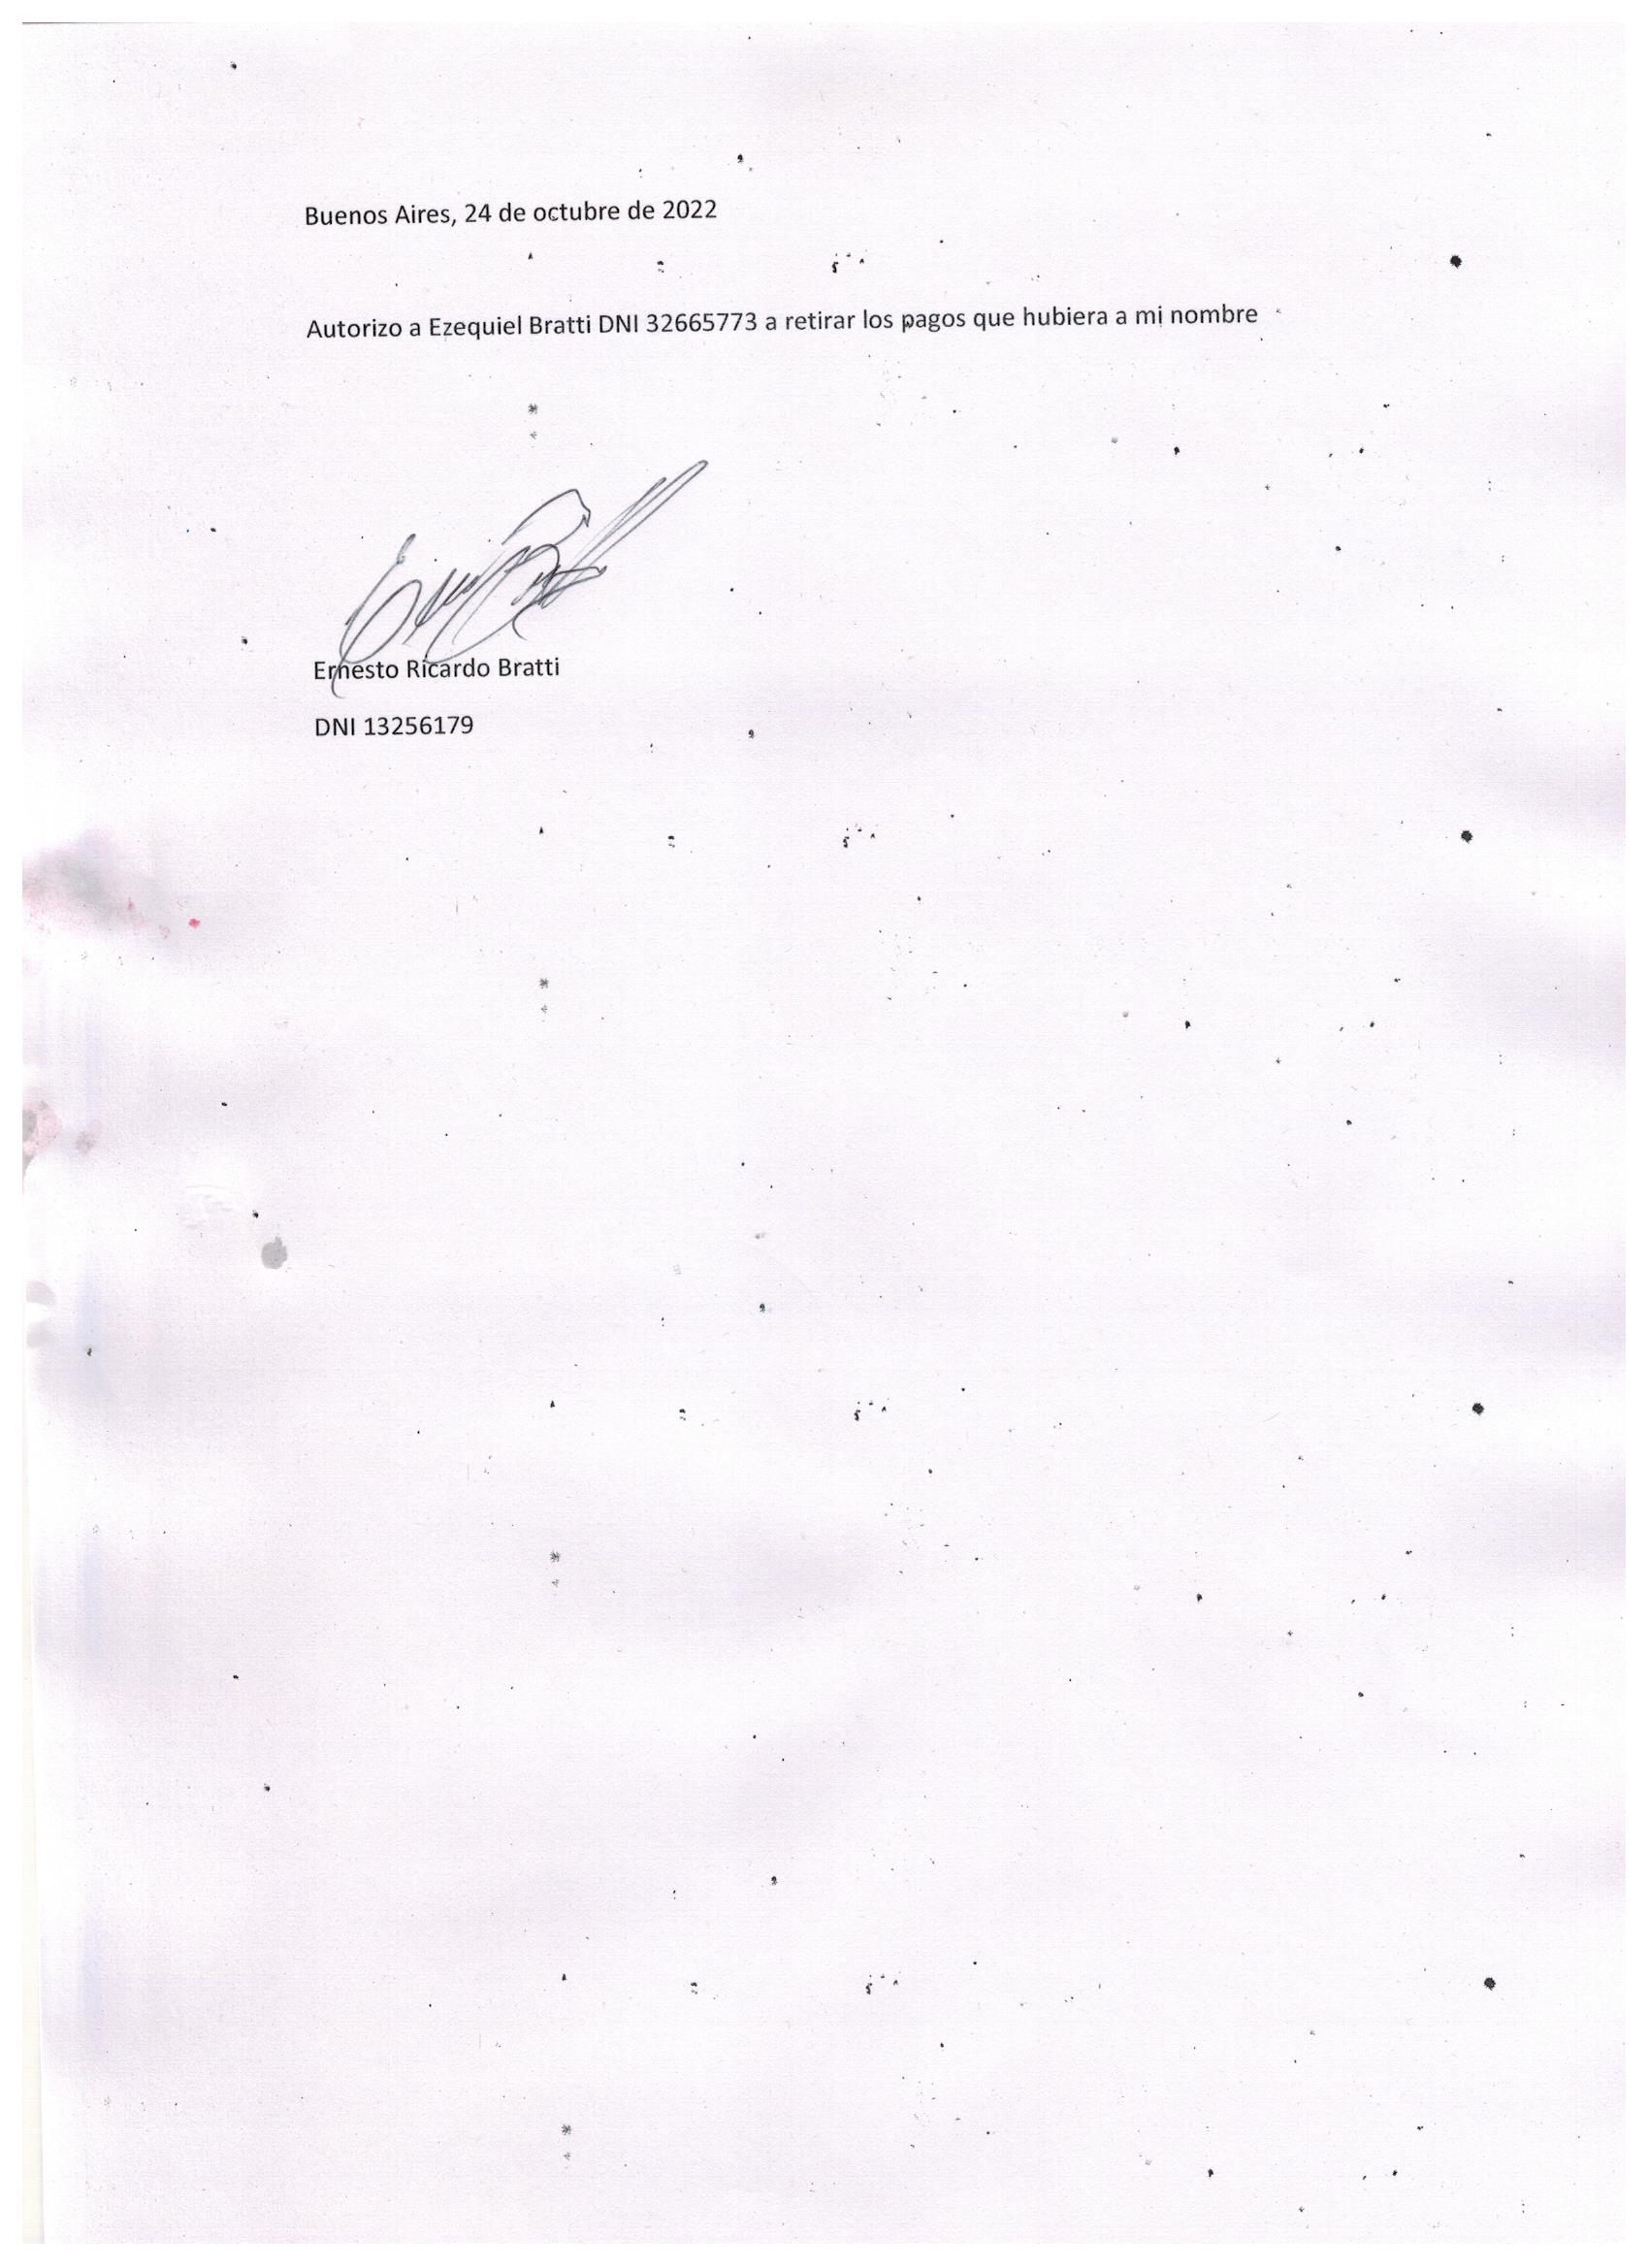 Buenos Aires, 24 de octubre de 2022
Autorizo a Ezequiel Bratti DNI 32665773 a retirar los pagos que hubiera a mi nombre
Ernesto Ricardo Bratti
DNI 13256179